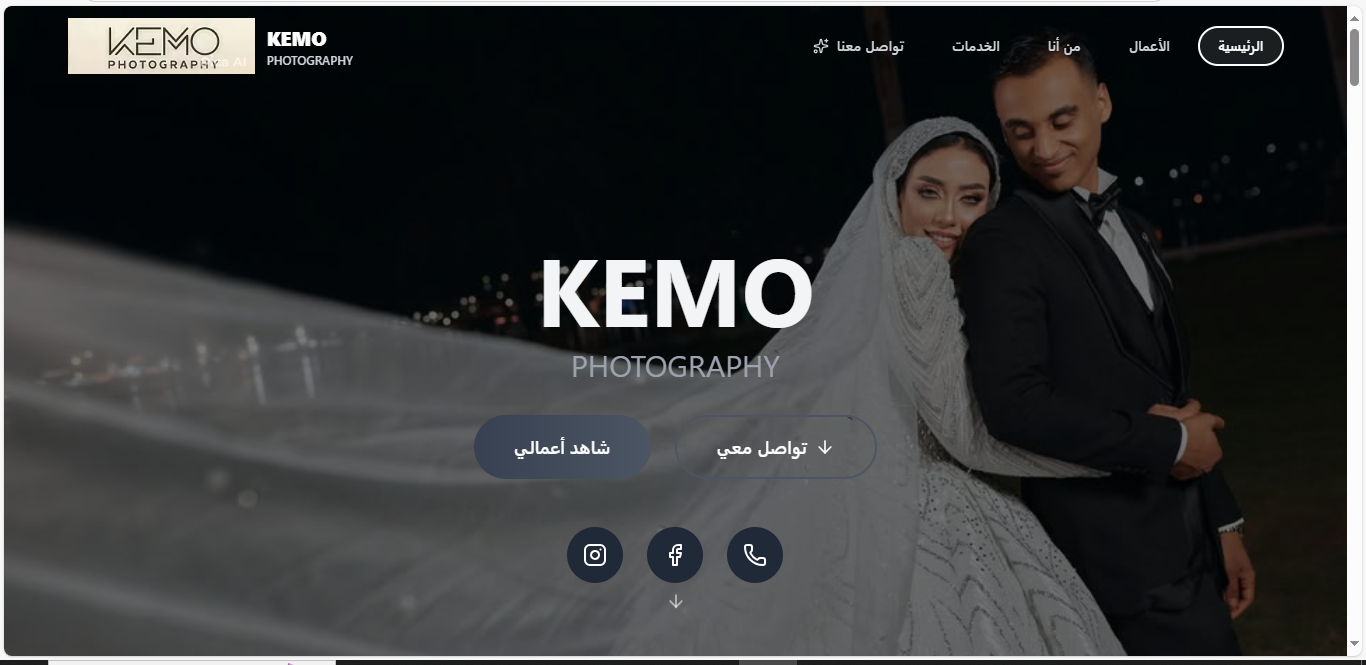 KEMO
PHOTOGRAPHY
KEMO
PHOTOGRAPHY
الرئيسية
الأعمال
من أنا
الخدمات
تواصل معنا
KEMO
PHOTOGRAPHY
تواصل معي
شاهد أعمالي